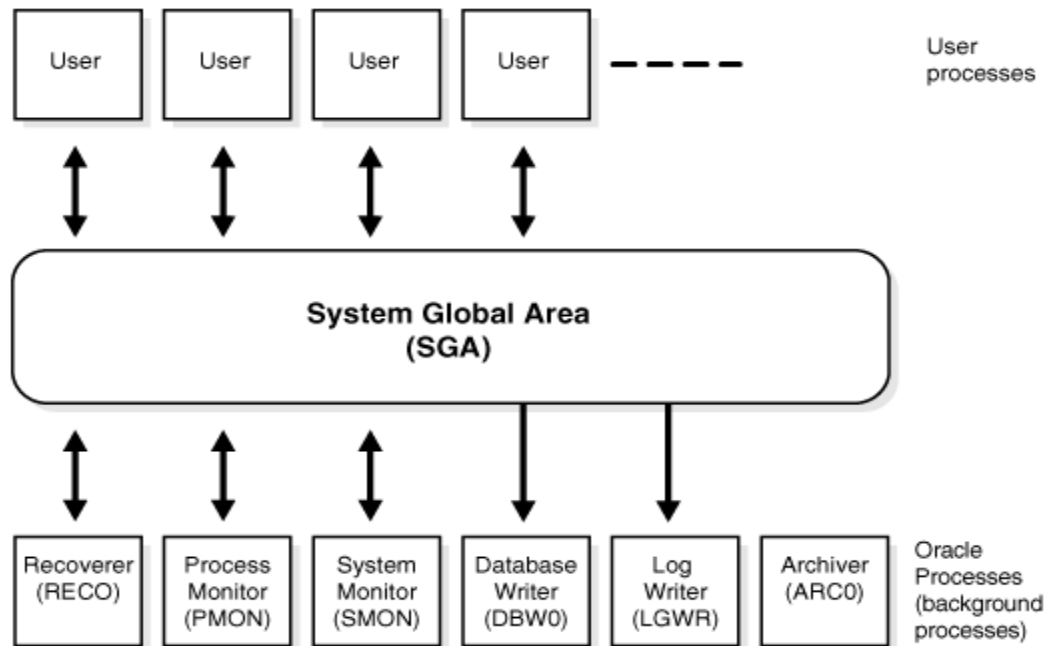 User
User
User
User
User
processes
System Global Area
(SGA)
Recoverer
(RECO)
Process
Monitor
(PMON)
System
Monitor
(SMON)
Database
Writer
(DBW0)
Log
Writer
(LGWR)
Archiver
(ARC0)
Oracle
Processes
(background
processes)